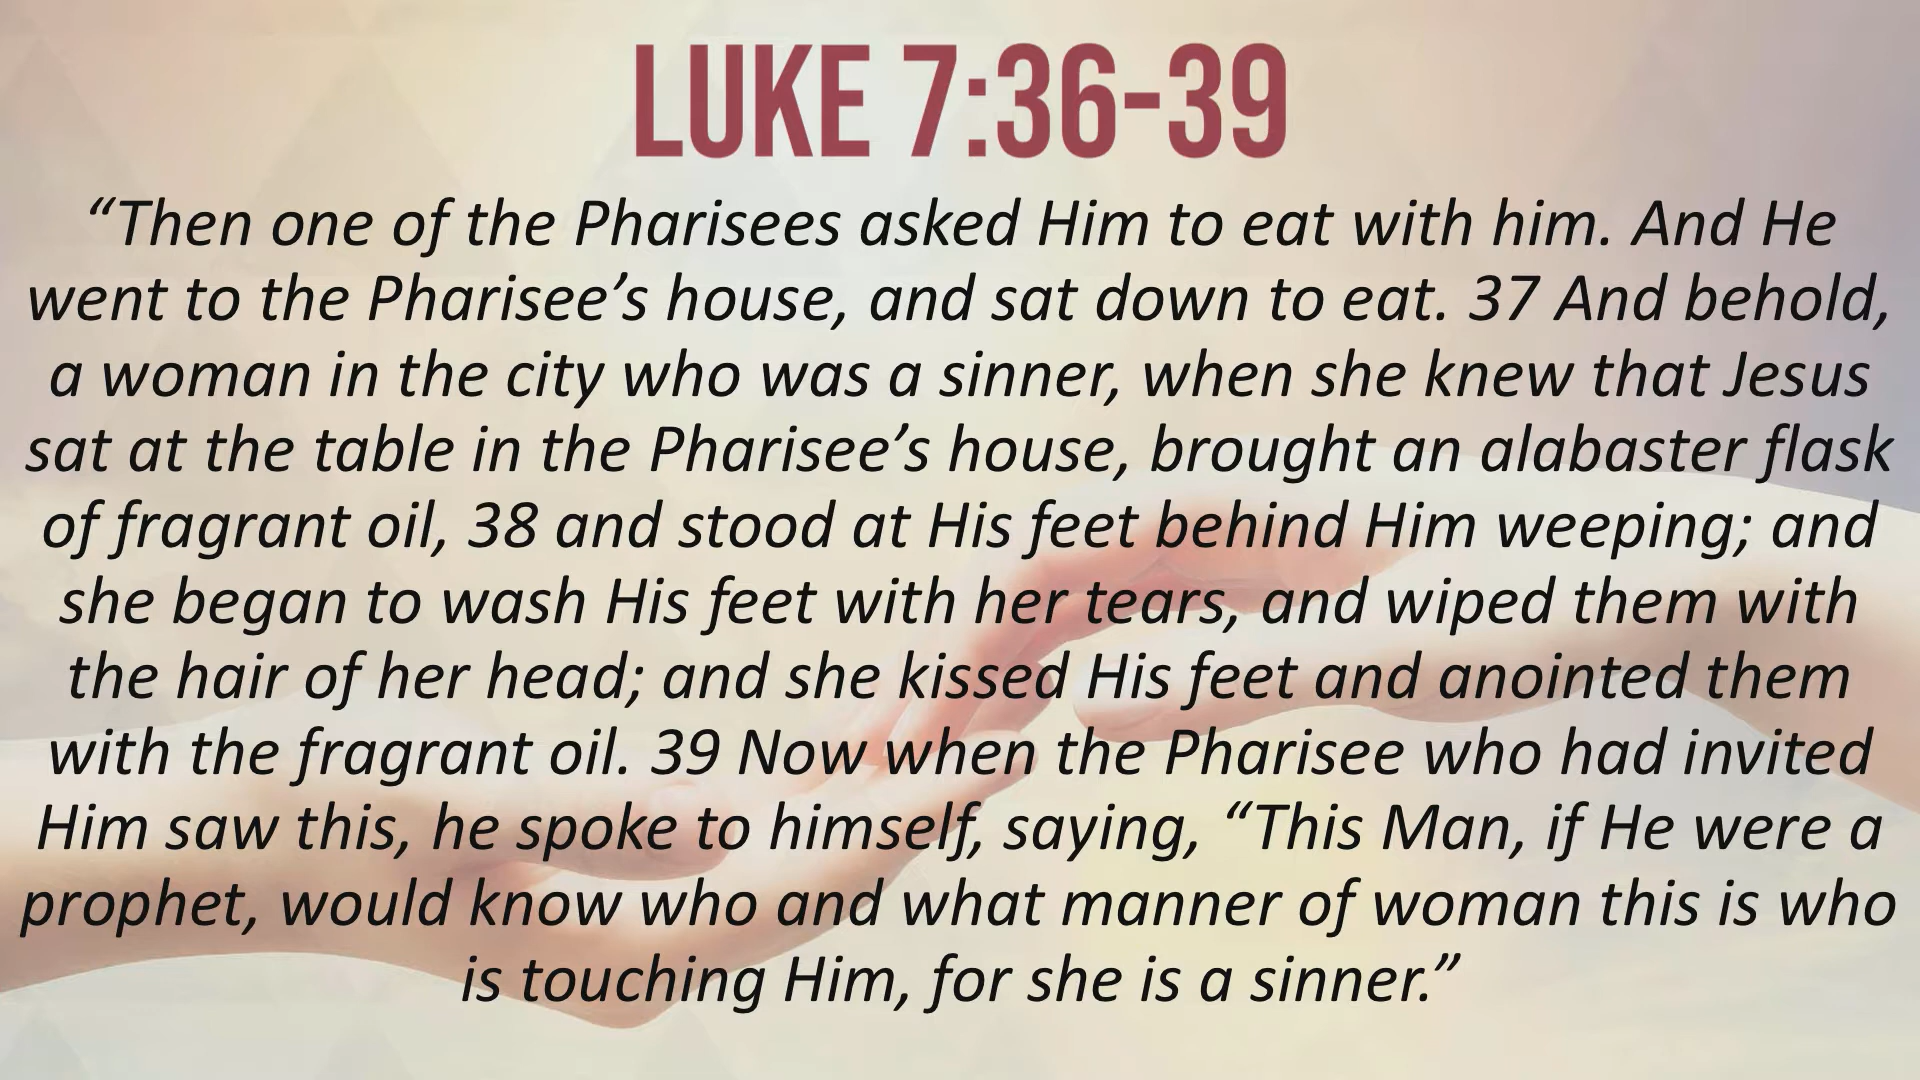 LUKE 7:36-39
“Then one of the Pharisees asked Him to eat with him. And He
went to the Pharisee’s house, and sat down to eat. 37 And behold,
a woman in the city who was a sinner, when she knew that Jesus
sat at the table in the Pharisee’s house, brought an alabaster flask
of fragrant oil, 38 and stood at His feet behind Him weeping; and
she began to wash His feet with her tears, and wiped them with
the hair of her head; and she kissed His feet and anointed them
with the fragrant oil. 39 Now when the Pharisee who had invited
Him saw this, he spoke to himself, saying, “This Man, if He were a
prophet, would know who and what manner of woman this is who
is touching Him, for she is a sinner.”